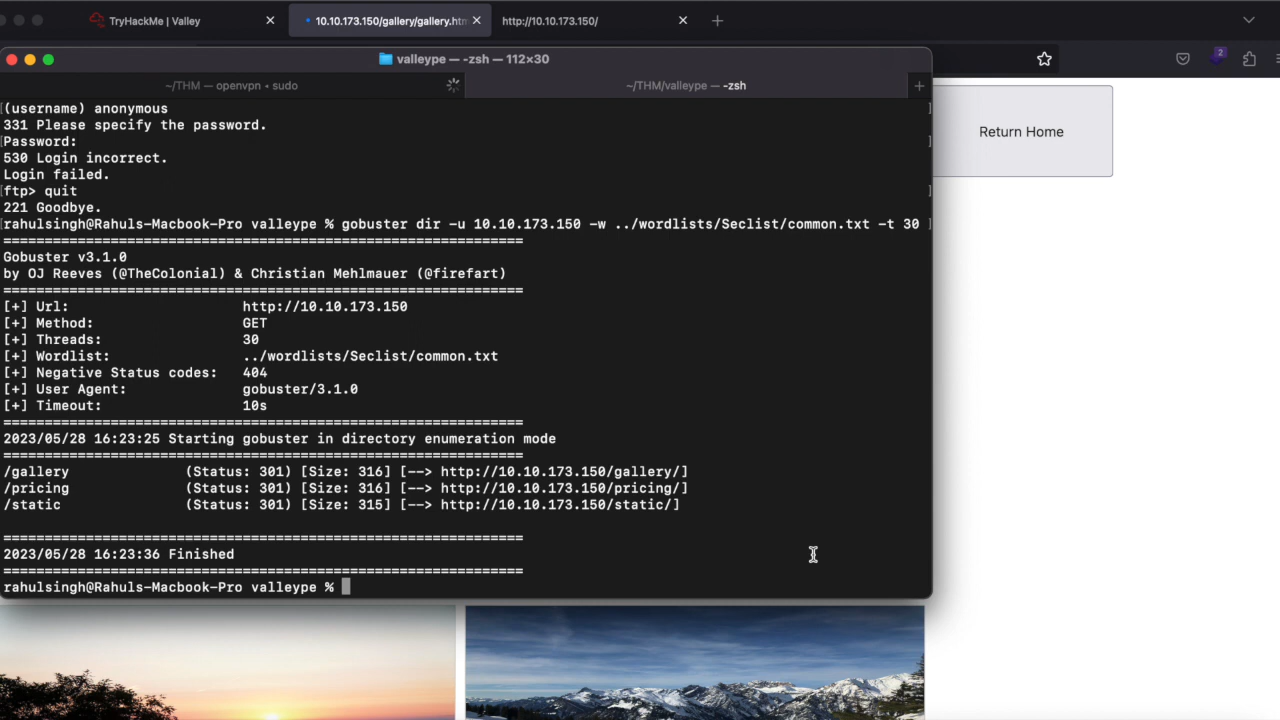 TryHackMe | Valley
10.10.173.150/gallery/gallery.htm
http://10.10.173.150/
2
valleype — -zsh — 112×30
~/THM — openvpn • sudo
~/THM/valleype — -zsh
Return Home
(username) anonymous
331 Please specify the password.
Password:
530 Login incorrect.
Login failed.
ftp> quit
221 Goodbye.
rahulsingh@Rahuls-Macbook-Pro valleype % gobuster dir -u 10.10.173.150 -w ../wordlists/Seclist/common.txt -t 30
===============================================================
Gobuster v3.1.0
by OJ Reeves (@TheColonial) & Christian Mehlmauer (@firefart)
===============================================================
[+] Url:                     http://10.10.173.150
[+] Method:                  GET
[+] Threads:                 30
[+] Wordlist:                ../wordlists/Seclist/common.txt
[+] Negative Status codes:   404
[+] User Agent:              gobuster/3.1.0
[+] Timeout:                 10s
===============================================================
2023/05/28 16:23:25 Starting gobuster in directory enumeration mode
===============================================================
/gallery              (Status: 301) [Size: 316] [--> http://10.10.173.150/gallery/]
/pricing              (Status: 301) [Size: 316] [--> http://10.10.173.150/pricing/]
/static               (Status: 301) [Size: 315] [--> http://10.10.173.150/static/]
===============================================================
2023/05/28 16:23:36 Finished
===============================================================
rahulsingh@Rahuls-Macbook-Pro valleype %